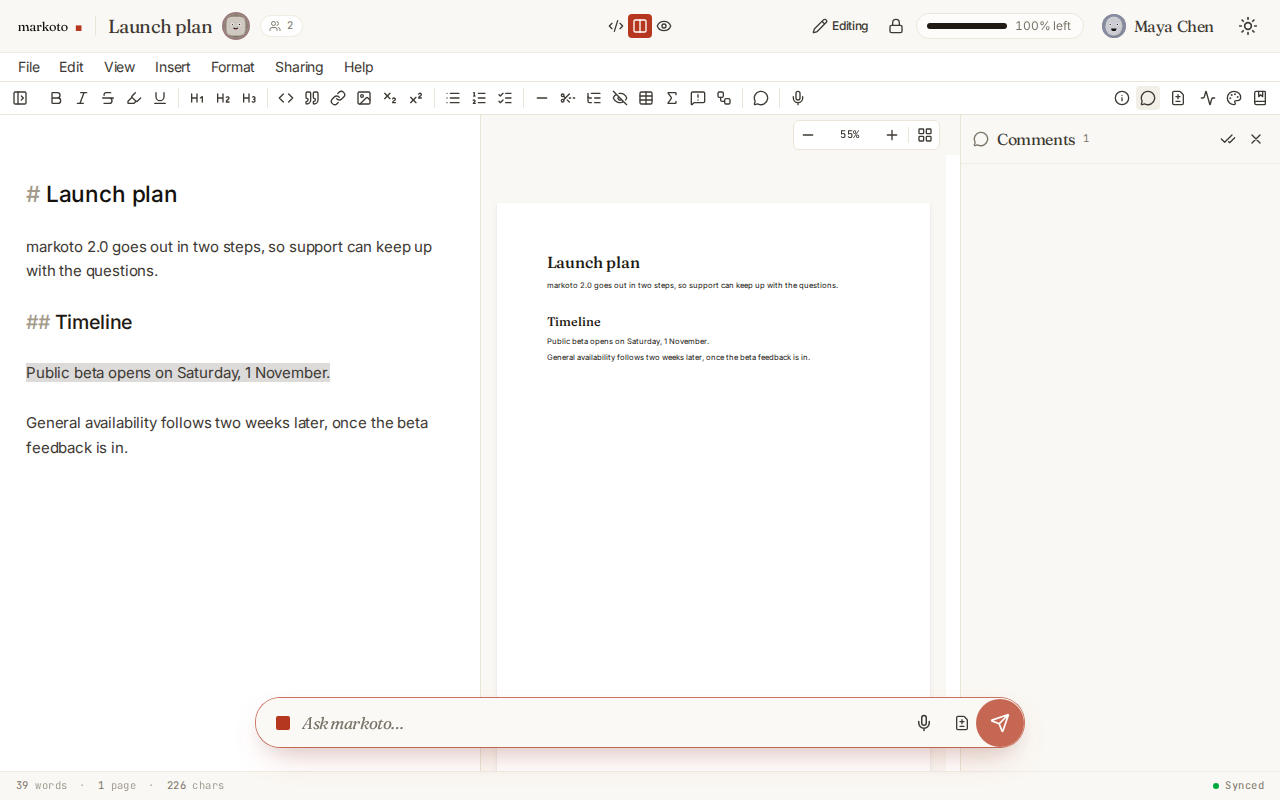 markoto
Launch plan
2
Editing
100% left
Maya Chen
File Edit View Insert Format Sharing Help
H1 H2 H3
x2 x2
55%
Comments 1
# Launch plan
markoto 2.0 goes out in two steps, so support can keep up
with the questions.
## Timeline
Public beta opens on Saturday, 1 November.
General availability follows two weeks later, once the beta
feedback is in.
Launch plan
markoto 2.0 goes out in two steps, so support can keep up with the questions.
Timeline
Public beta opens on Saturday, 1 November.
General availability follows two weeks later, once the beta feedback is in.
Ask markoto...
39 words · 1 page · 226 chars
Synced